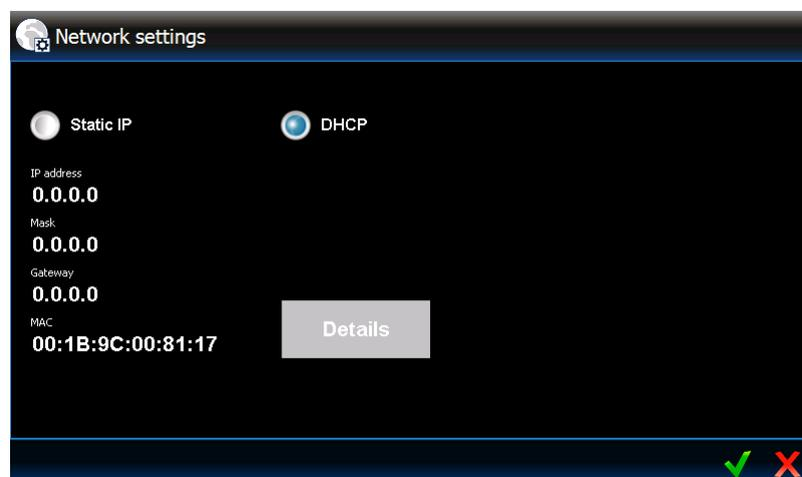 Network settings
Static IP
DHCP
IP address
0.0.0.0
Mask
0.0.0.0
Gateway
0.0.0.0
MAC
00:1B:9C:00:81:17
Details